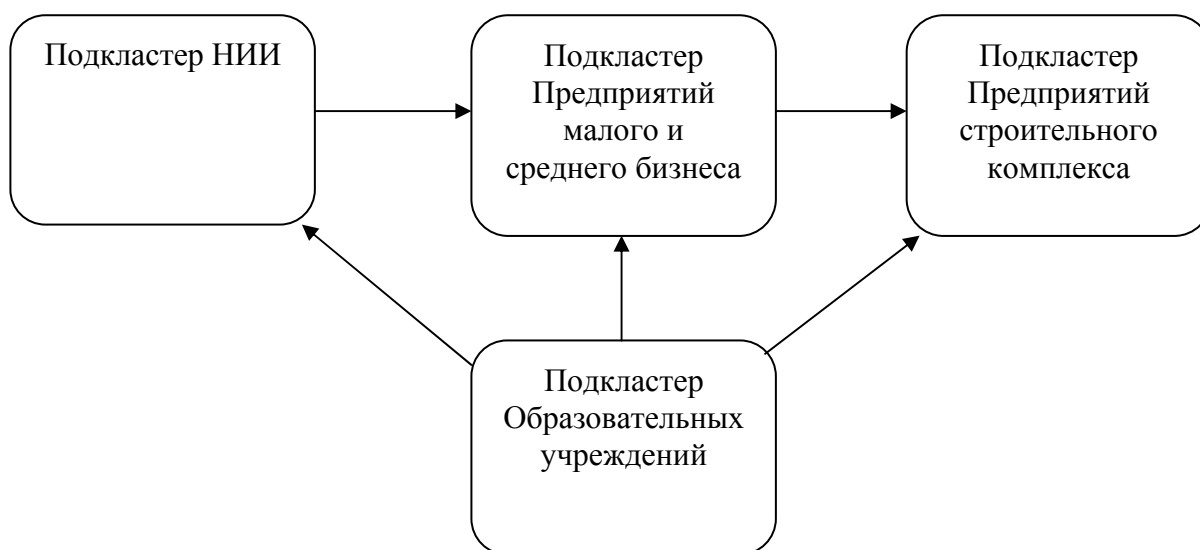 Подкластер НИИ
Подкластер
Предприятий
малого и
среднего бизнеса
Подкластер
Предприятий
строительного
комплекса
Подкластер
Образовательных
учреждений